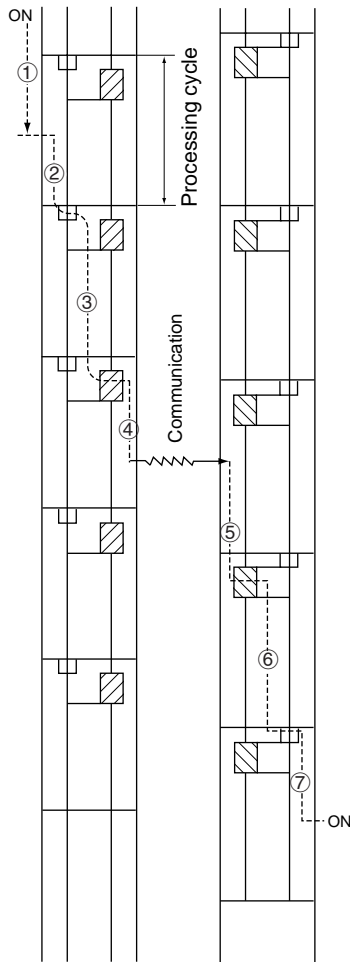 ON
①
②
③
④
Processing cycle
Communication
⑤
⑥
⑦
ON